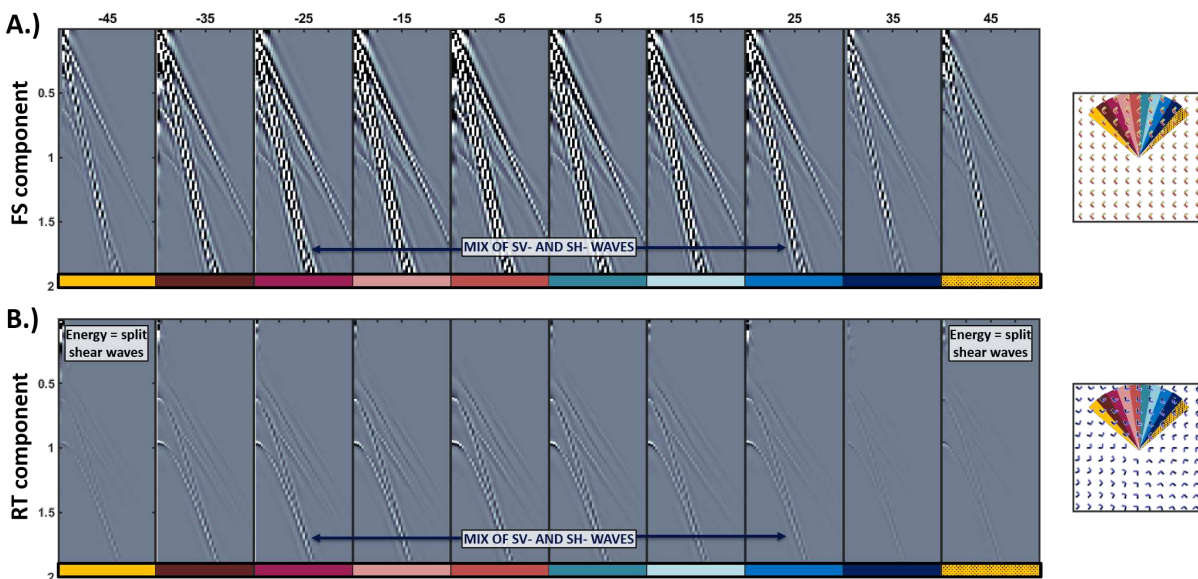 A.)
-45 -35 -25 -15 -5 5 15 25 35 45
FS component
0.5
1
1.5
2
MIX OF SV- AND SH- WAVES
B.)
RT component
Energy = split
shear waves
Energy = split
shear waves
0.5
1
1.5
2
MIX OF SV- AND SH- WAVES